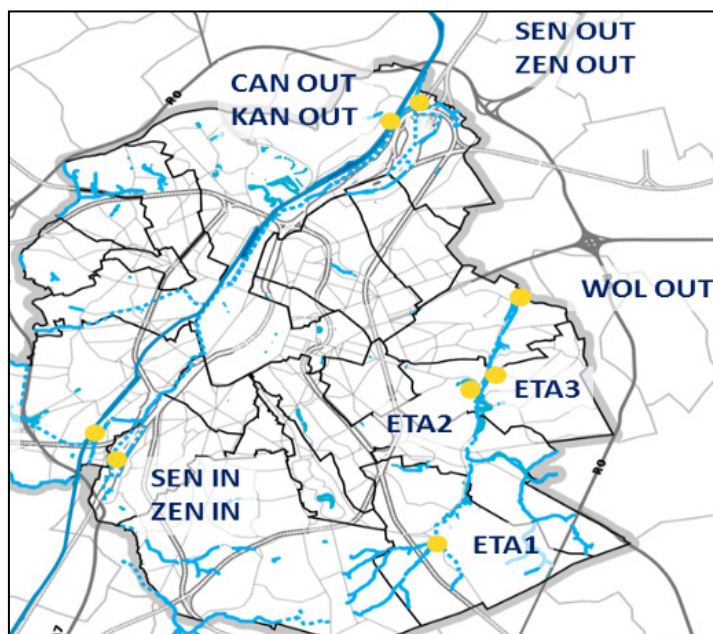 SEN OUT
ZEN OUT
CAN OUT
KAN OUT
R0
WOL OUT
ETA3
ETA2
R0
SEN IN
ZEN IN
ETA1